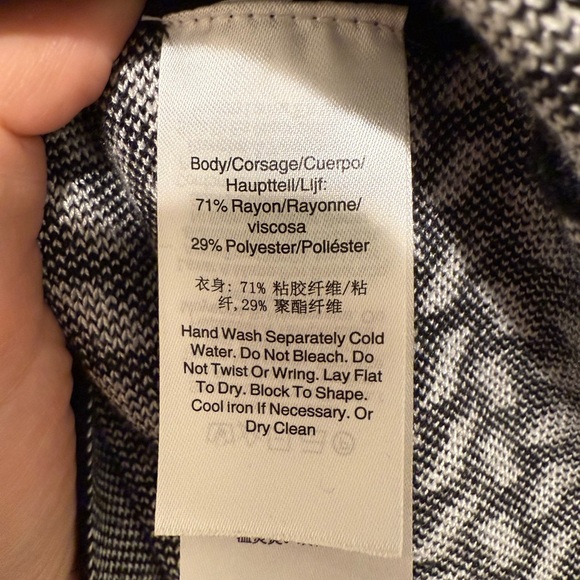 Body/Corsage/Cuerpo/
Hauptteil/Lijf:
71% Rayon/Rayonne/
viscosa
29% Polyester/Poliéster
衣身: 71% 粘胶纤维/粘
纤,29% 聚酯纤维
Hand Wash Separately Cold
Water. Do Not Bleach. Do
Not Twist Or Wring. Lay Flat
To Dry. Block To Shape.
Cool iron If Necessary. Or
Dry Clean